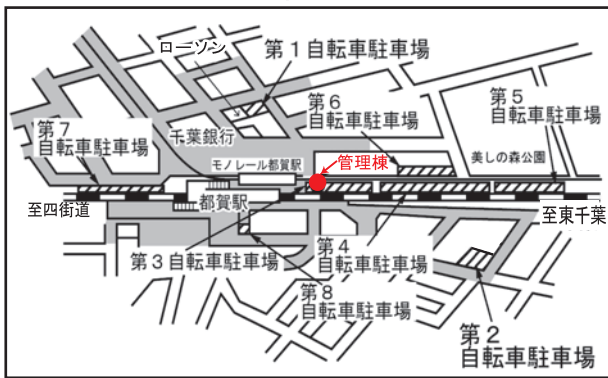 ローソン
第1自転車駐車場
第6
自転車駐車場
第5
自転車駐車場
第7
自転車駐車場
千葉銀行
モノレール都賀駅
管理棟
美しの森公園
至四街道
都賀駅
至東千葉
第3自転車駐車場
第4
自転車駐車場
第8
自転車駐車場
第2
自転車駐車場